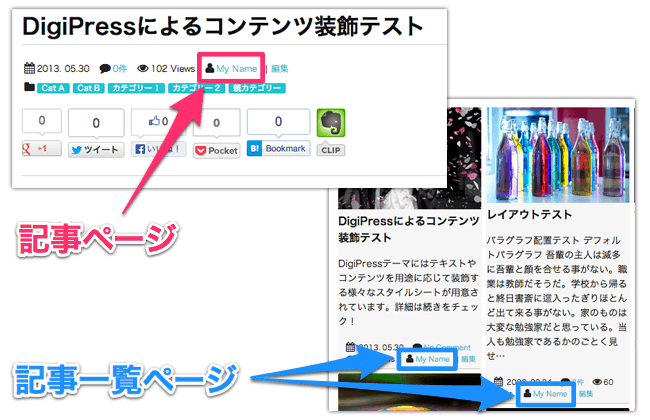 DigiPressによるコンテンツ装飾テスト
2013. 05.30 0件 102 Views My Name | 編集
Cat A Cat B カテゴリー 1 カテゴリー 2 親カテゴリー
0 0 0 0 0
+1 ツイート いいね! Pocket B! Bookmark CLIP
記事ページ
DigiPressによるコンテンツ
装飾テスト
DigiPressテーマにはテキストや
コンテンツを用途に応じて装飾す
る様々なスタイルシートが用意さ
れています。詳細は続きをチェッ
ク！
2013. 05.30 No Comment
My Name 編集
レイアウトテスト
パラグラフ配置テスト デフォル
トパラグラフ 吾輩の主人は滅多
に吾輩と顔を合せる事がない。職
業は教師だそうだ。学校から帰る
と終日書斎に這入ったぎりほとん
ど出て来る事がない。家のものは
大変な勉強家だと思っている。当
人も勉強家であるかのごとく見
せ…
60
My Name 編集
記事一覧ページ